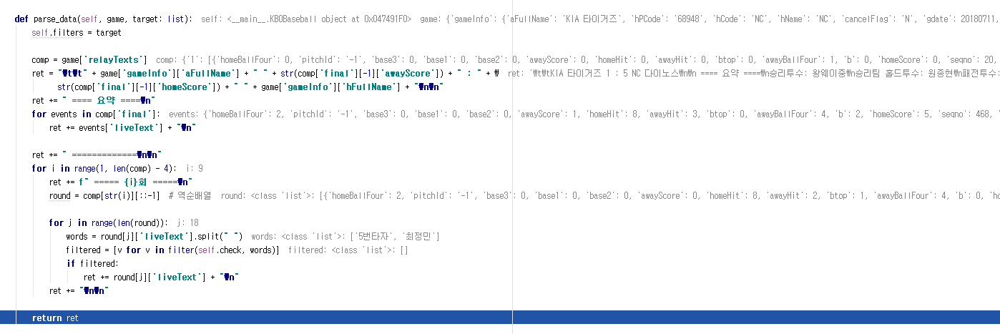 def parse_data(self, game, target: list):  self: <__main__.KBOBaseball object at 0x047491F0>  game: {'gameInfo': {'aFullName': 'KIA 타이거즈', 'hPCode': '68948', 'hCode': 'NC', 'hName': 'NC', 'cancelFlag': 'N', 'gdate': 20180711,
self.filters = target
comp = game['relayTexts']  comp: {'1': [{'homeBallFour': 0, 'pitchId': '-1', 'base3': 0, 'base1': 0, 'base2': 0, 'awayScore': 0, 'homeHit': 0, 'awayHit': 0, 'btop': 0, 'awayBallFour': 1, 'b': 0, 'homeScore': 0, 'seqno': 20,
ret = "₩t₩t" + game['gameInfo']['aFullName'] + " " + str(comp['final'][-1]['awayScore']) + " : " + ₩  ret: '₩t₩tKIA 타이거즈 1 : 5 NC 다이노스₩n₩n ==== 요약 ====₩n승리투수: 왕웨이중₩n승리팀 홀드투수: 원종현₩n패전투수:
str(comp['final'][-1]['homeScore']) + " " + game['gameInfo']['hFullName'] + "₩n₩n"
ret += " ==== 요약 ====₩n"
for events in comp['final']:  events: {'homeBallFour': 2, 'pitchId': '-1', 'base3': 0, 'base1': 0, 'base2': 0, 'awayScore': 1, 'homeHit': 8, 'awayHit': 3, 'btop': 0, 'awayBallFour': 4, 'b': 2, 'homeScore': 5, 'seqno': 468, '
ret += events['liveText'] + "₩n"
ret += " =============₩n₩n"
for i in range(1, len(comp) - 4):  i: 9
ret += f" ===== {i}회 =====₩n"
round = comp[str(i)][::-1]  # 역순배열  round: <class 'list'>: [{'homeBallFour': 2, 'pitchId': '-1', 'base3': 0, 'base1': 0, 'base2': 0, 'awayScore': 0, 'homeHit': 8, 'awayHit': 2, 'btop': 1, 'awayBallFour': 4, 'b': 0, 'ho
for j in range(len(round)):  j: 18
words = round[j]['liveText'].split(" ")  words: <class 'list'>: ['5번타자', '최정민']
filtered = [v for v in filter(self.check, words)]  filtered: <class 'list'>: []
if filtered:
ret += round[j]['liveText'] + "₩n"
ret += "₩n₩n"
return ret